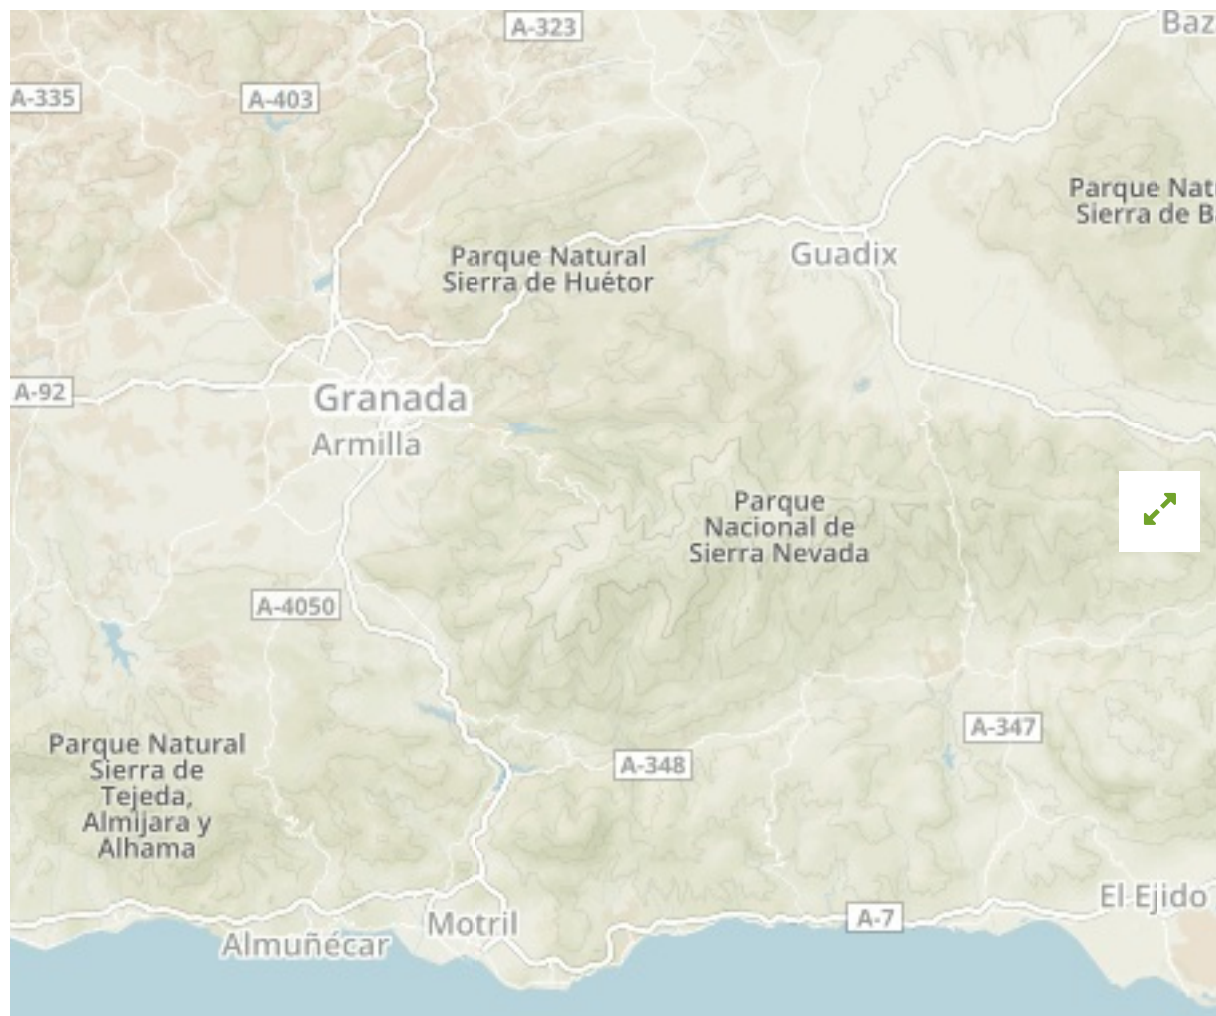 A-323
Baz
A-335
A-403
Parque Nat
Sierra de B
Parque Natural
Sierra de Huétor
Guadix
A-92
Granada
Armilla
Parque
Nacional de
Sierra Nevada
A-4050
A-347
Parque Natural
Sierra de
Tejeda,
Almijara y
Alhama
A-348
El Ejido
Motril
A-7
Almuñécar